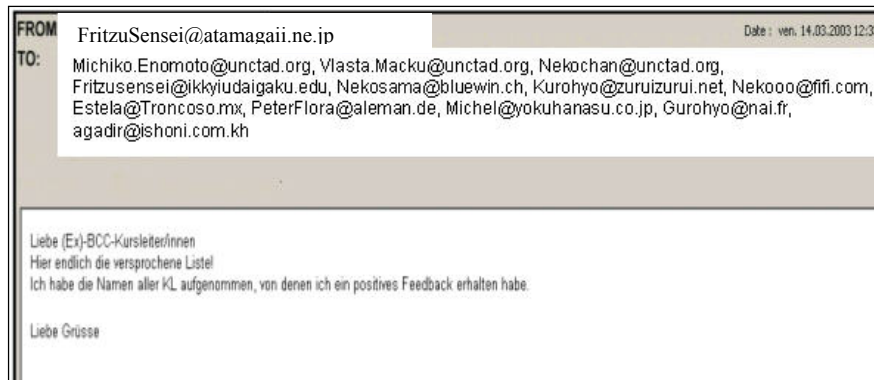 FROM FritzuSensei@atamagaii.ne.jp Date : ven. 14.03.2003 12:3
TO: Michiko.Enomoto@unctad.org, Vlasta.Macku@unctad.org, Nekochan@unctad.org,
Fritzusensei@ikkyiudaigaku.edu, Nekosama@bluewin.ch, Kurohyo@zuruizurui.net, Nekooo@fifi.com,
Estela@Troncoso.mx, PeterFlora@aleman.de, Michel@yokuhanasu.co.jp, Gurohyo@nai.fr,
agadir@ishoni.com.kh
Liebe (Ex)-BCC-Kursleiter/innen
Hier endlich die versprochene Liste!
Ich habe die Namen aller KL aufgenommen, von denen ich ein positives Feedback erhalten habe.
Liebe Grüsse